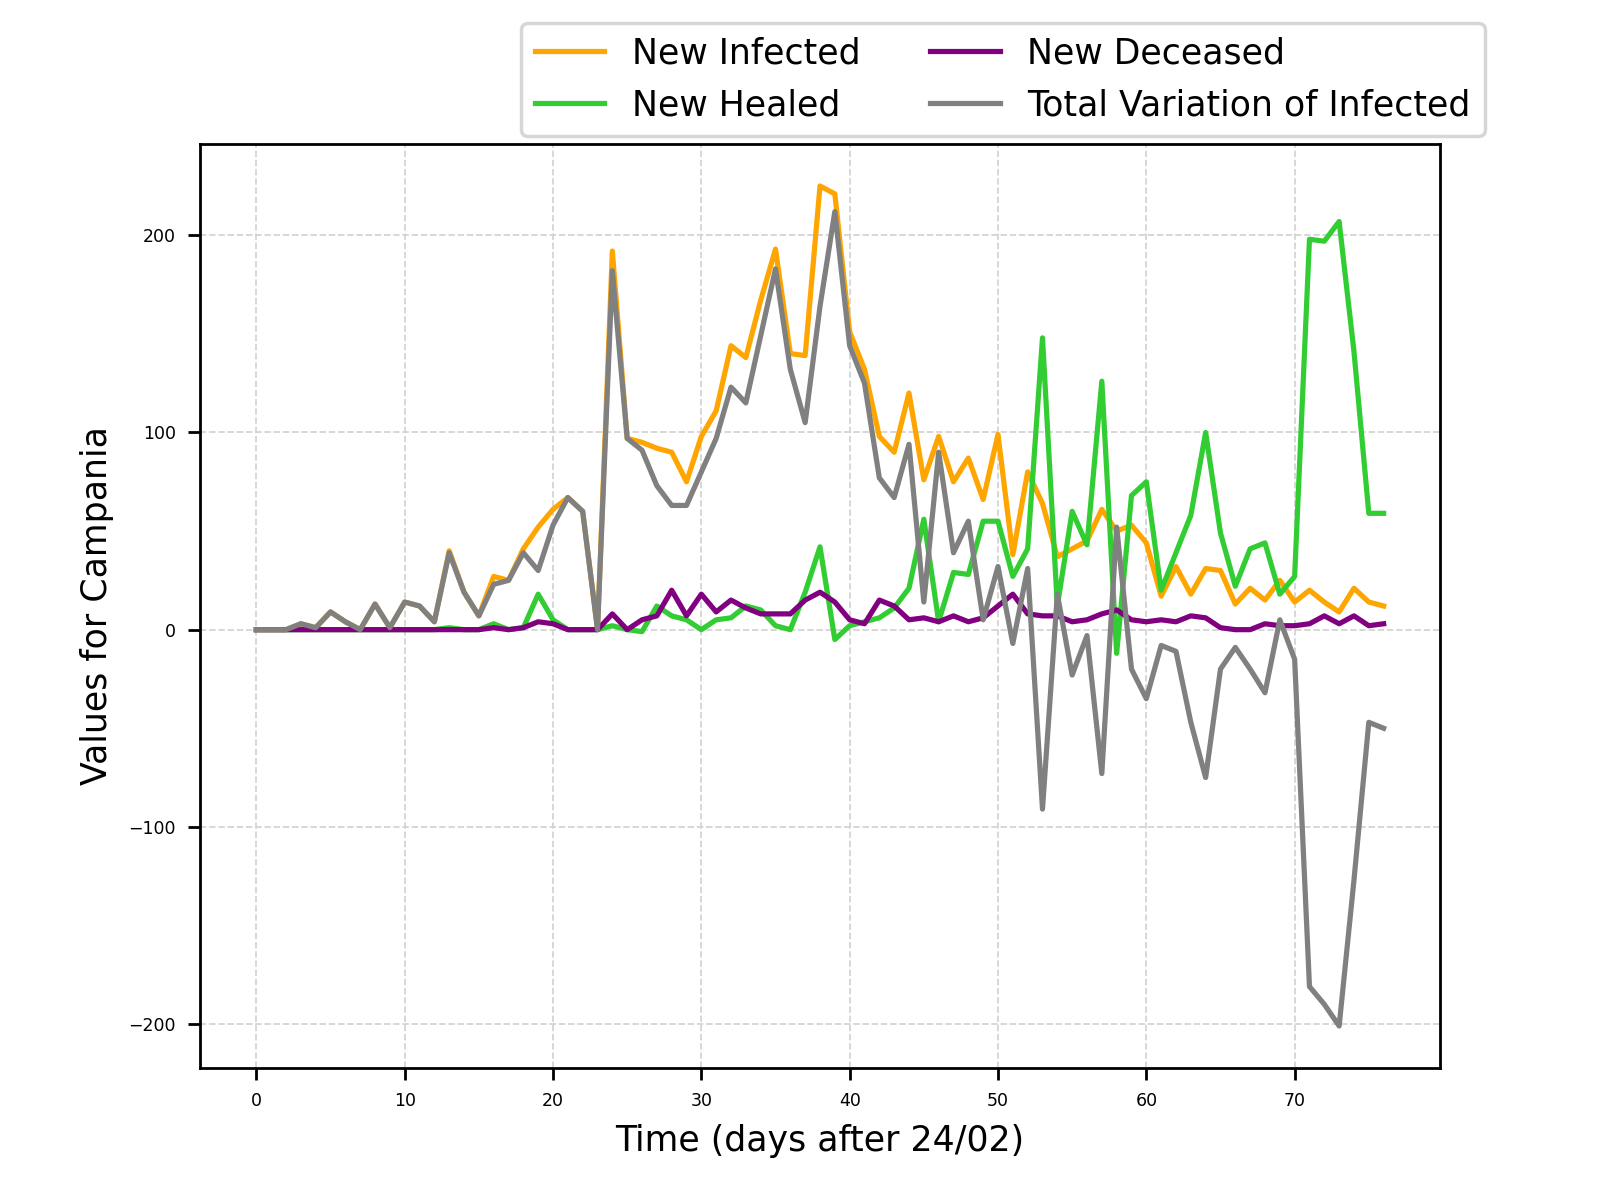 New Infected
New Healed
New Deceased
Total Variation of Infected
Values for Campania
200
100
0
−100
−200
0 10 20 30 40 50 60 70
Time (days after 24/02)